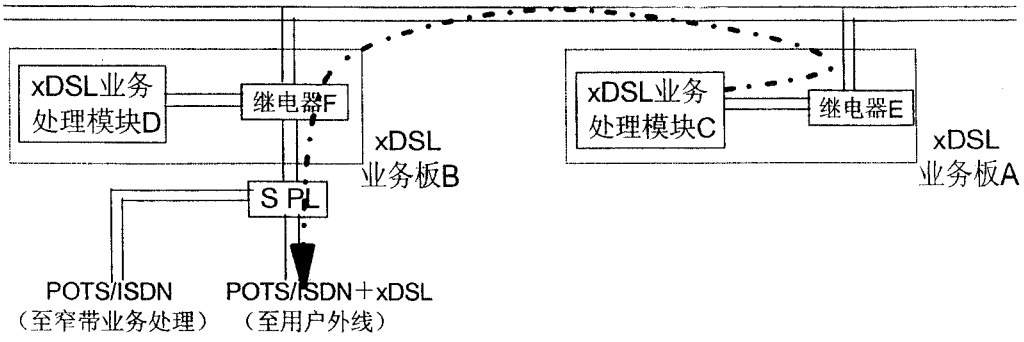 xDSL业务
处理模块D
继电器F
xDSL
业务板B
xDSL业务
处理模块C
继电器E
xDSL
业务板A
S PL
POTS/ISDN
（至窄带业务处理）
POTS/ISDN＋xDSL
（至用户外线）